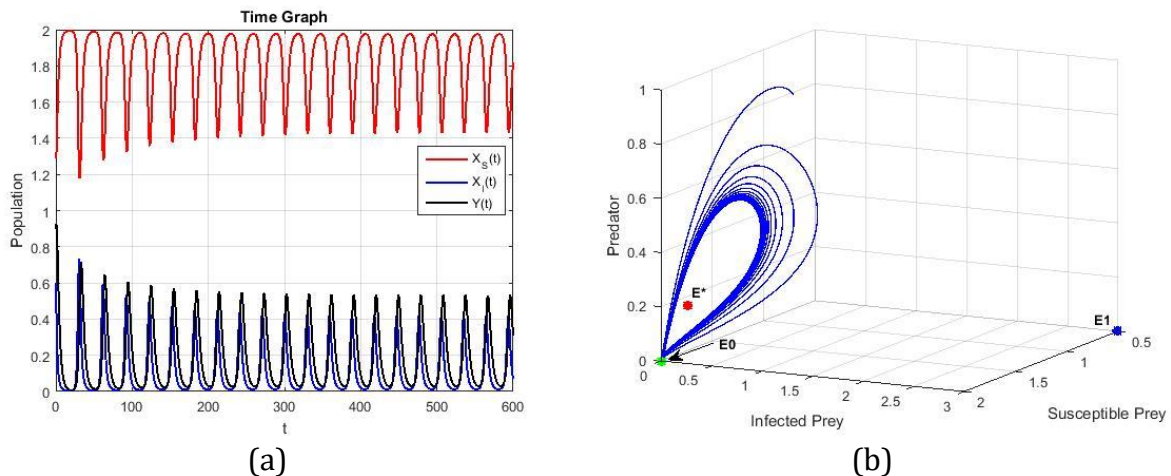 Time Graph
Population
2
1.8
1.6
1.4
1.2
1
0.8
0.6
0.4
0.2
0
X_S(t)
X_I(t)
Y(t)
0 100 200 300 400 500 600
t
(a)
Predator
1
0.8
0.6
0.4
0.2
0
E*
E0
E1
0 0.5 1 1.5 2 2.5 3
2 1.5 1 0.5
Infected Prey
Susceptible Prey
(b)